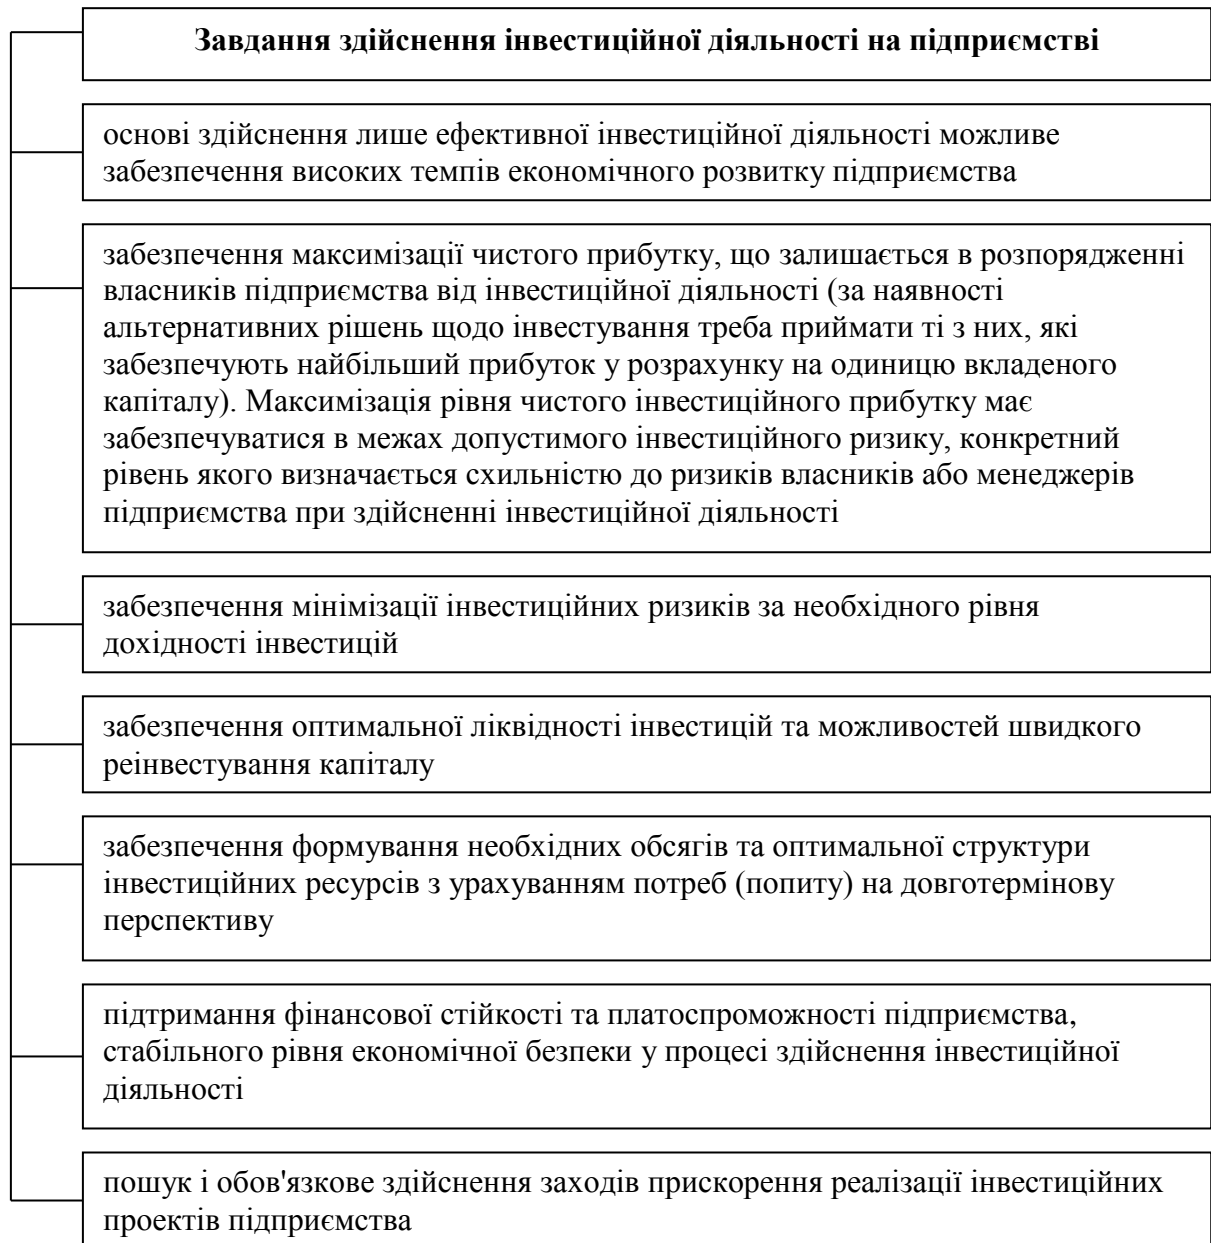 Завдання здійснення інвестиційної діяльності на підприємстві
основі здійснення лише ефективної інвестиційної діяльності можливе
забезпечення високих темпів економічного розвитку підприємства
забезпечення максимізації чистого прибутку, що залишається в розпорядженні
власників підприємства від інвестиційної діяльності (за наявності
альтернативних рішень щодо інвестування треба приймати ті з них, які
забезпечують найбільший прибуток у розрахунку на одиницю вкладеного
капіталу). Максимізація рівня чистого інвестиційного прибутку має
забезпечуватися в межах допустимого інвестиційного ризику, конкретний
рівень якого визначається схильністю до ризиків власників або менеджерів
підприємства при здійсненні інвестиційної діяльності
забезпечення мінімізації інвестиційних ризиків за необхідного рівня
дохідності інвестицій
забезпечення оптимальної ліквідності інвестицій та можливостей швидкого
реінвестування капіталу
забезпечення формування необхідних обсягів та оптимальної структури
інвестиційних ресурсів з урахуванням потреб (попиту) на довготермінову
перспективу
підтримання фінансової стійкості та платоспроможності підприємства,
стабільного рівня економічної безпеки у процесі здійснення інвестиційної
діяльності
пошук і обов'язкове здійснення заходів прискорення реалізації інвестиційних
проектів підприємства